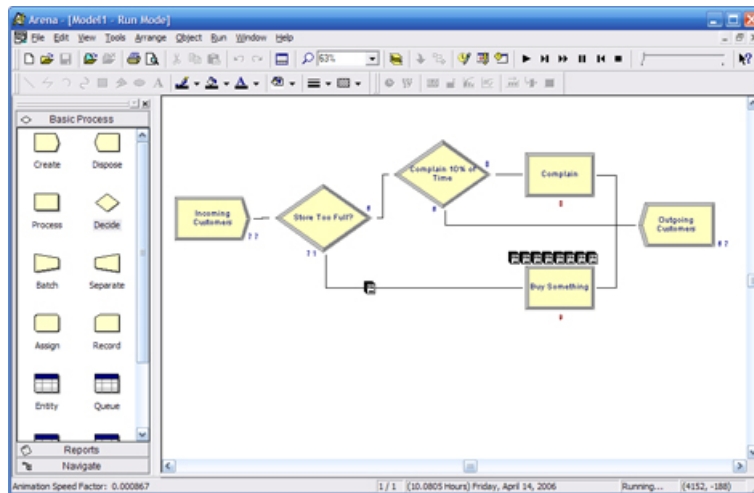 Arena - [Model1 - Run Mode]
File Edit View Tools Arrange Object Run Window Help
63%
Basic Process
Create Dispose
Process Decide
Batch Separate
Assign Record
Entity Queue
Reports
Navigate
Incoming
Customers
Store Too Full?
Complain 10% of
Time
Complain
Outgoing
Customers
Buy Something
Animation Speed Factor: 0.000867
1 / 1 (10.0805 Hours) Friday, April 14, 2006 Running... (4152, -188)